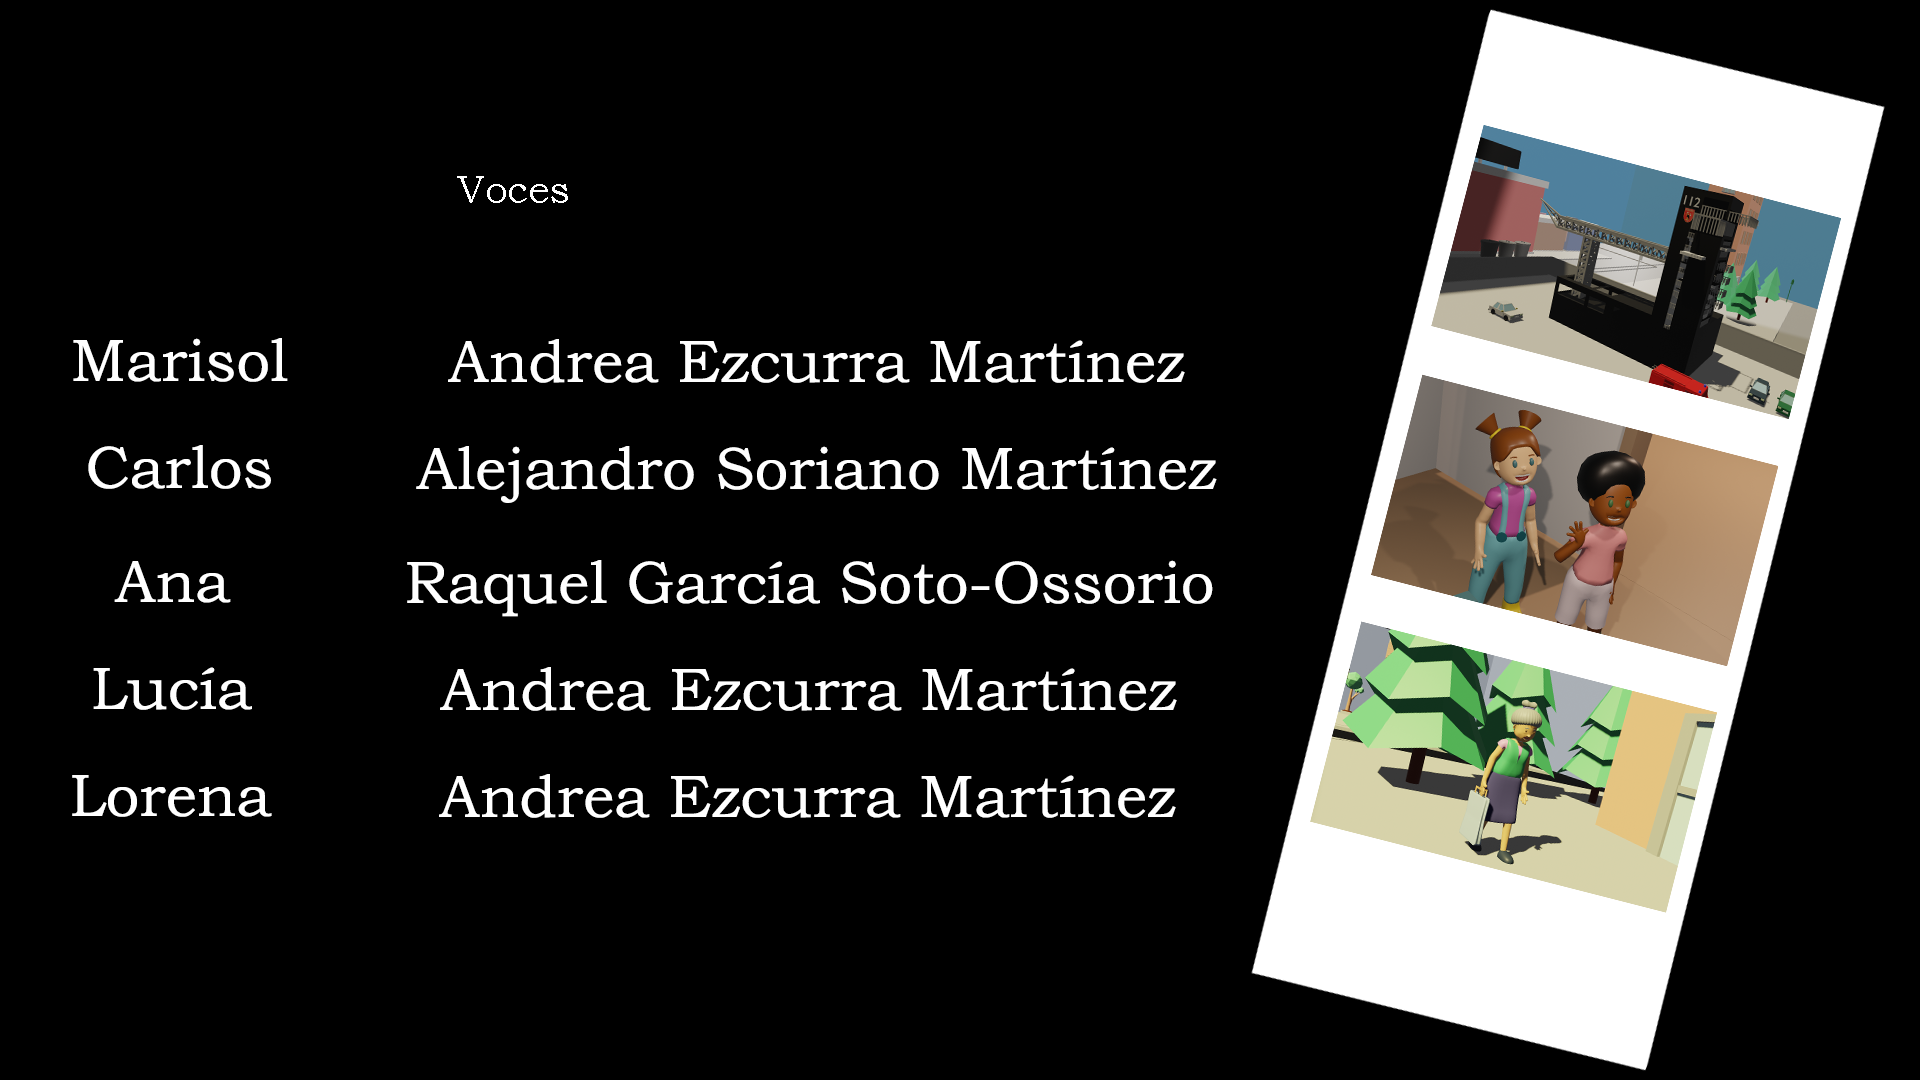 Voces
Marisol Andrea Ezcurra Martínez
Carlos Alejandro Soriano Martínez
Ana Raquel García Soto-Ossorio
Lucía Andrea Ezcurra Martínez
Lorena Andrea Ezcurra Martínez
112